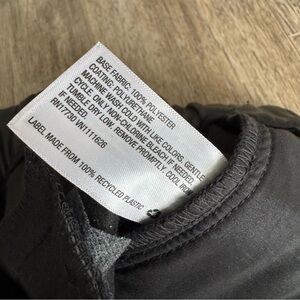 BASE FABRIC: 100% POLYESTER
COATING: POLYURETHANE
MACHINE WASH COLD WITH LIKE COLORS, GENTLE
CYCLE. ONLY NON-CHLORINE BLEACH IF NEEDED.
TUMBLE DRY LOW. REMOVE PROMPTLY. COOL IRON
IF NEEDED.
RN17730 VN1111626
LABEL MADE FROM 100% RECYCLED PLASTIC